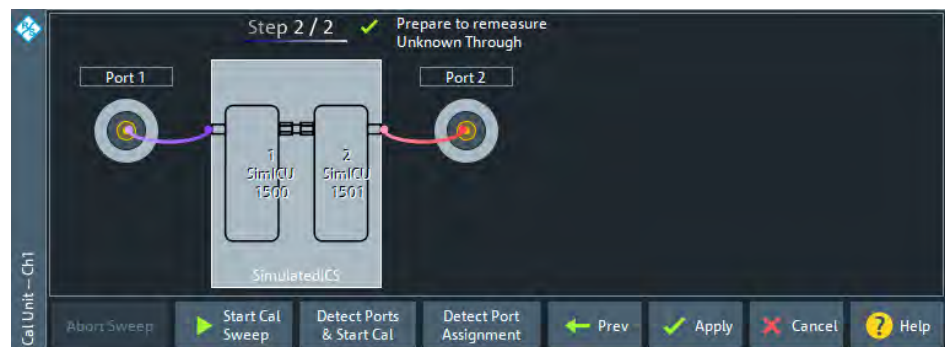 Step 2 / 2
Prepare to remeasure
Unknown Through
Port 1
Port 2
1
SimICU
1500
2
SimICU
1501
SimulatedICS
Cal Unit – Ch1
Abort Sweep
Start Cal
Sweep
Detect Ports
& Start Cal
Detect Port
Assignment
Prev
Apply
Cancel
? Help